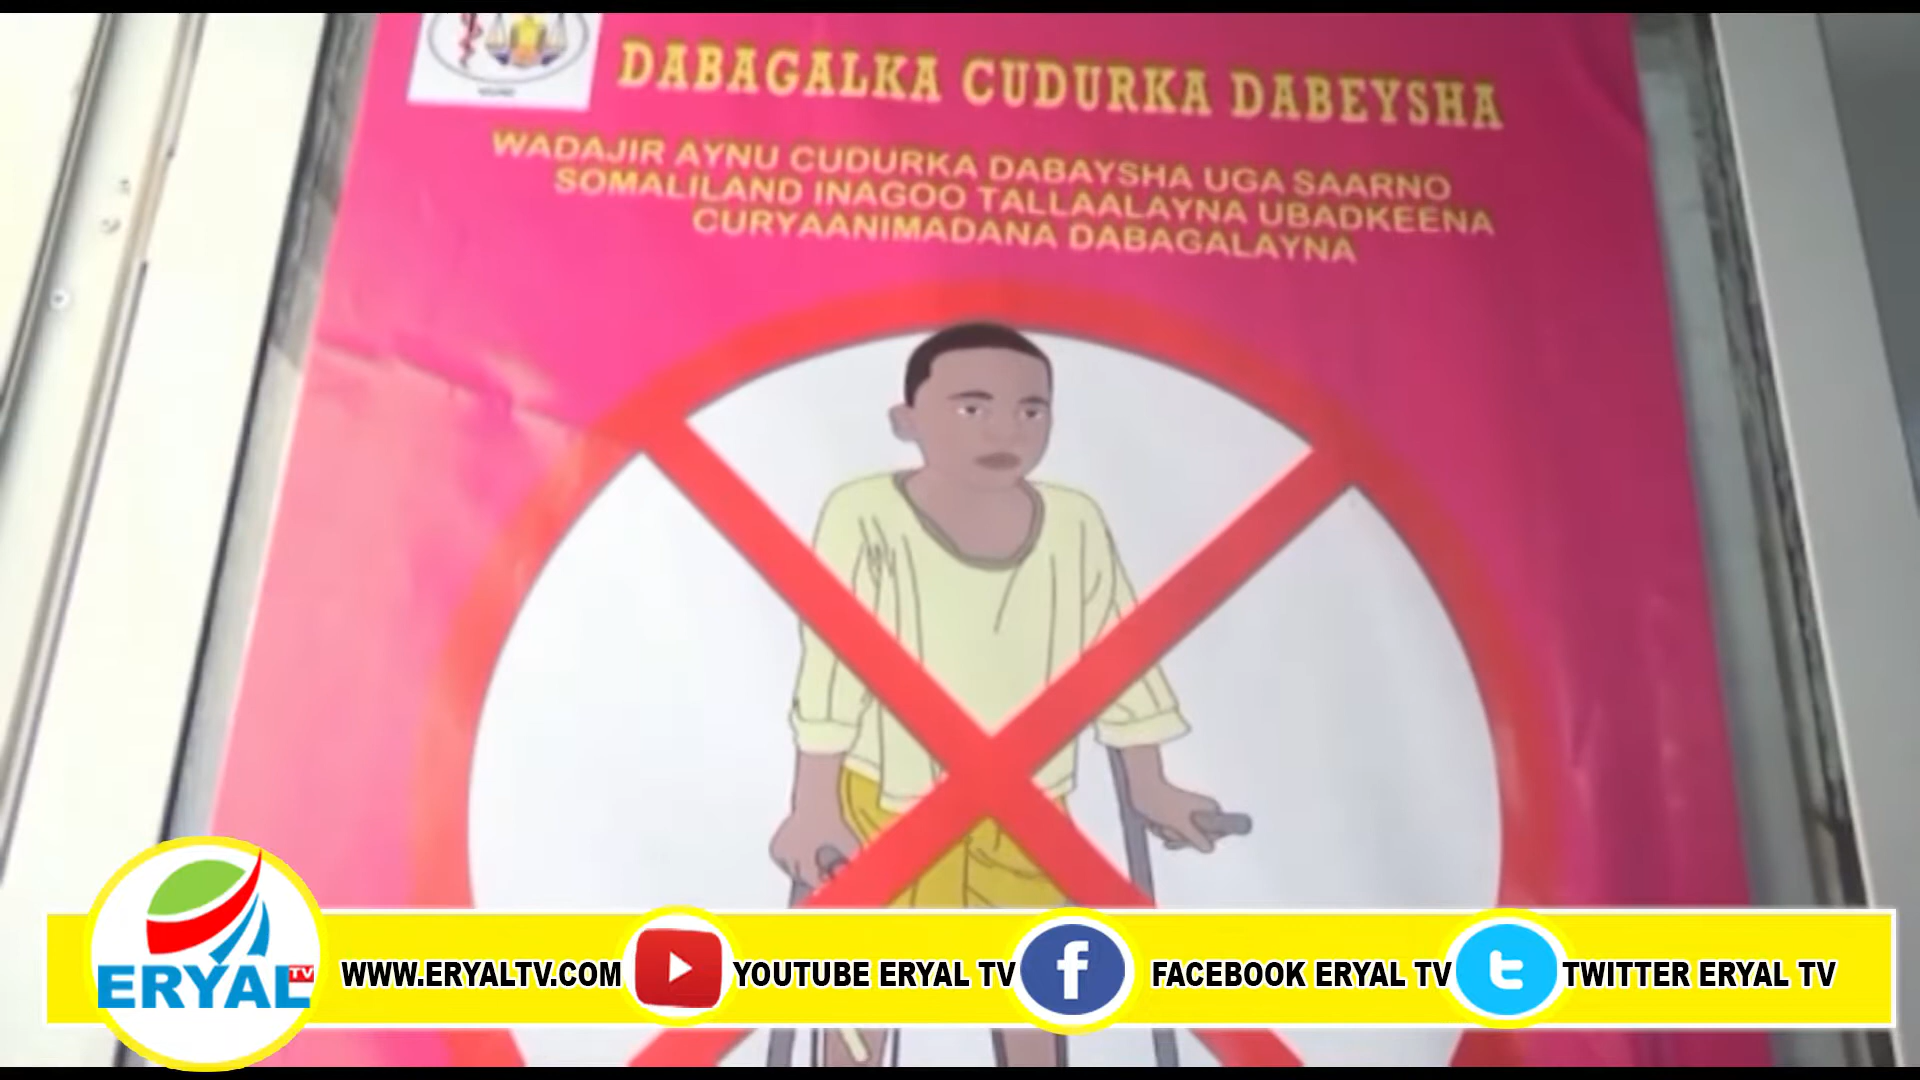 DABAGALKA CUDURKA DABEYSHA
WADAJIR AYNU CUDURKA DABAYSHA UGA SAARNO
SOMALILAND INAGOO TALLAALAYNA UBADKEENA
CURYAANIMADANA DABAGALAYNA
ERYAL TV
WWW.ERYALTV.COM
YOUTUBE ERYAL TV
FACEBOOK ERYAL TV
TWITTER ERYAL TV